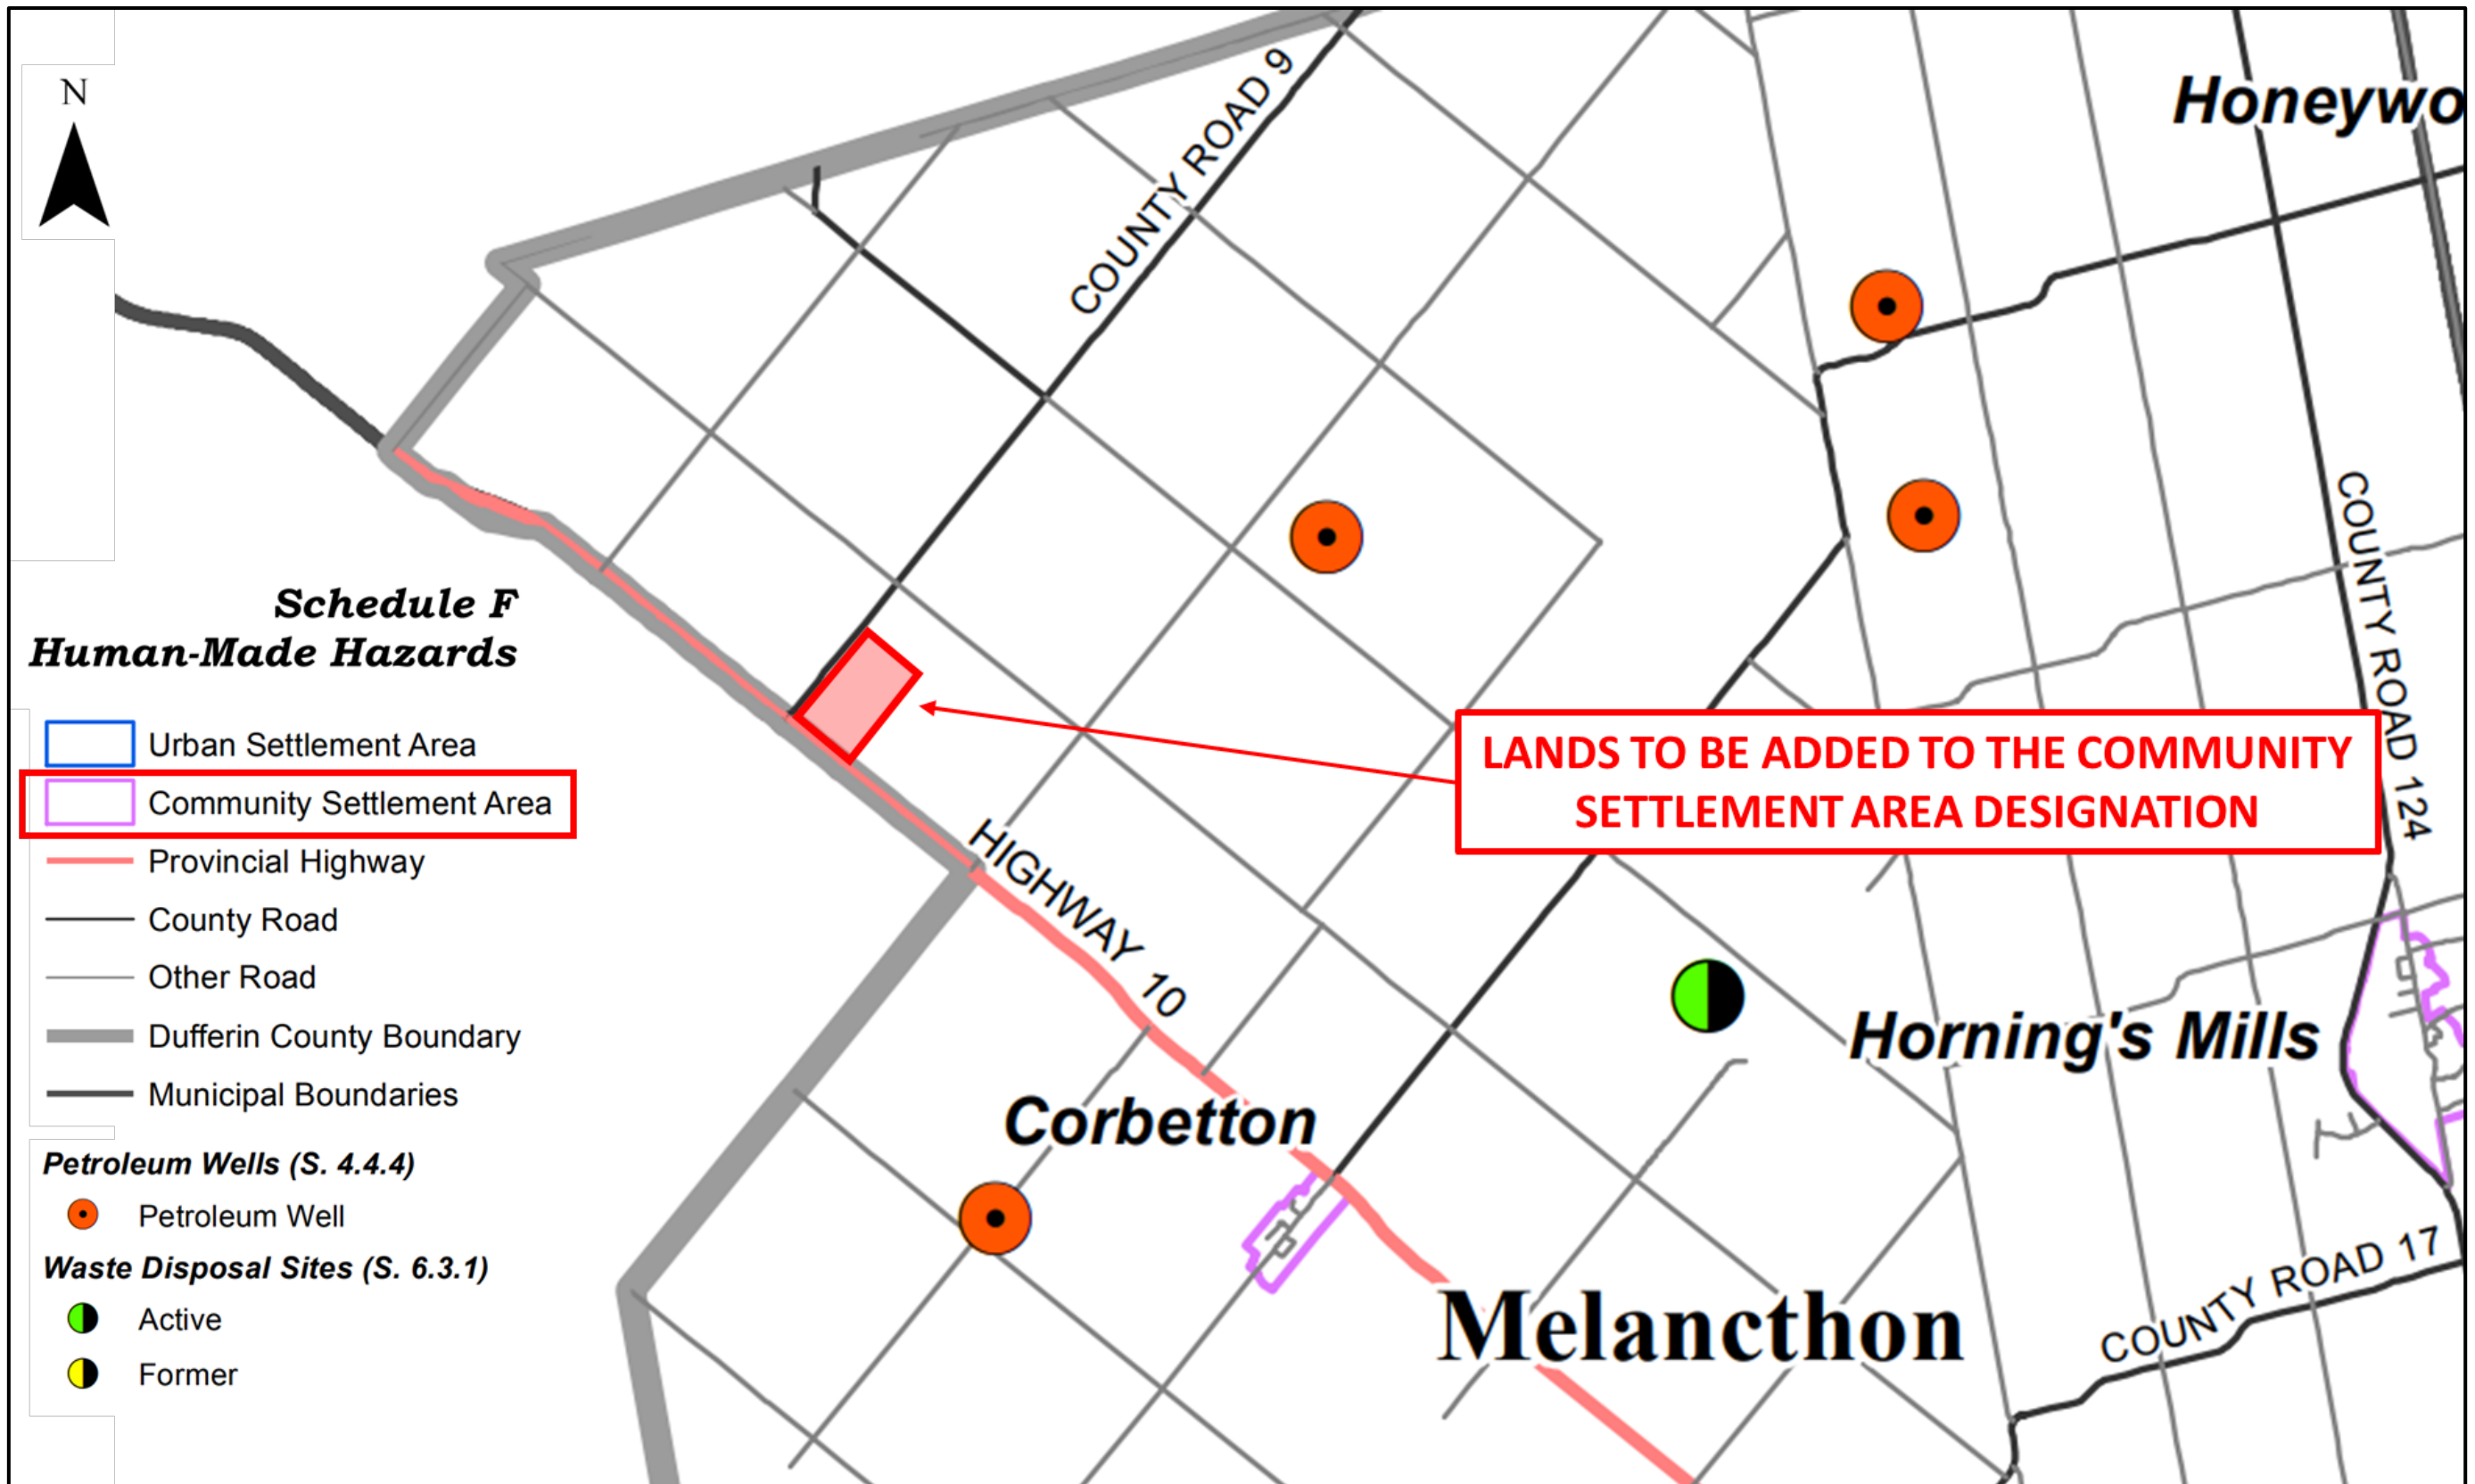 N
COUNTY ROAD 9
Honeywo
Schedule F
Human-Made Hazards
Urban Settlement Area
Community Settlement Area
Provincial Highway
County Road
Other Road
Dufferin County Boundary
Municipal Boundaries
Petroleum Wells (S. 4.4.4)
Petroleum Well
Waste Disposal Sites (S. 6.3.1)
Active
Former
COUNTY ROAD 124
LANDS TO BE ADDED TO THE COMMUNITY
SETTLEMENT AREA DESIGNATION
HIGHWAY 10
Horning's Mills
Corbetton
Melancthon
COUNTY ROAD 17